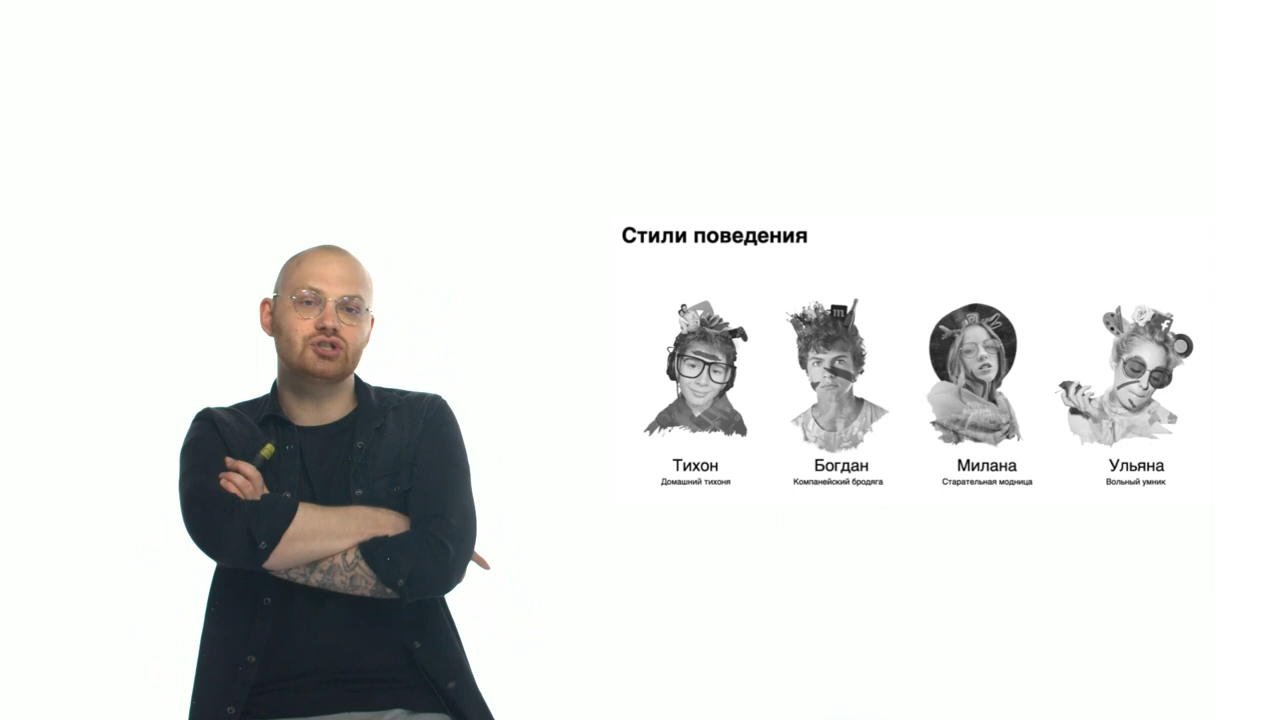 Стили поведения
Тихон
Домашний тихоня
Богдан
Компанейский бродяга
Милана
Старательная модница
Ульяна
Вольный умник